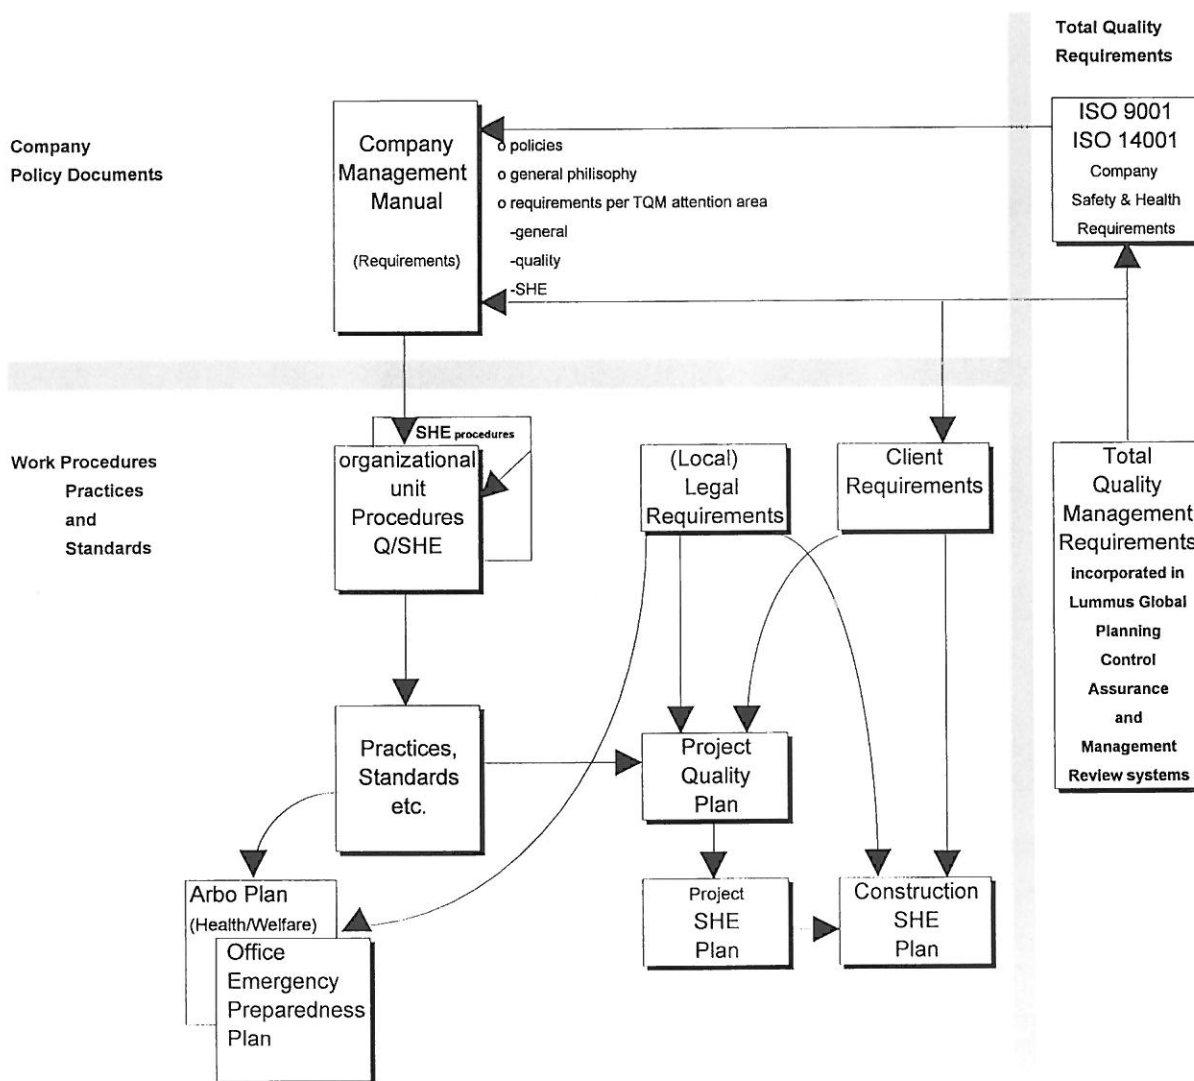 Total Quality
Requirements
ISO 9001
ISO 14001
Company
Safety & Health
Requirements
Company
Policy Documents
Company
Management
Manual
(Requirements)
o policies
o general philisophy
o requirements per TQM attention area
-general
-quality
-SHE
Work Procedures
Practices
and
Standards
SHE procedures
organizational
unit
Procedures
Q/SHE
(Local)
Legal
Requirements
Client
Requirements
Total
Quality
Management
Requirements
incorporated in
Lummus Global
Planning
Control
Assurance
and
Management
Review systems
Practices,
Standards
etc.
Project
Quality
Plan
Arbo Plan
(Health/Welfare)
Office
Emergency
Preparedness
Plan
Project
SHE
Plan
Construction
SHE
Plan